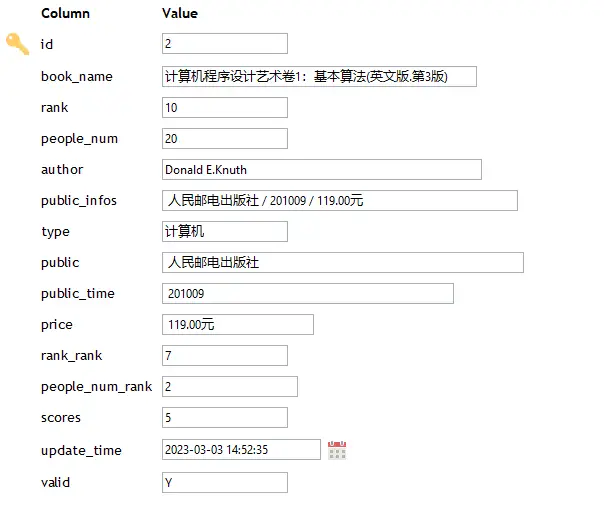 Column Value
id 2
book_name 计算机程序设计艺术卷1：基本算法(英文版.第3版)
rank 10
people_num 20
author Donald E.Knuth
public_infos 人民邮电出版社 / 201009 / 119.00元
type 计算机
public 人民邮电出版社
public_time 201009
price 119.00元
rank_rank 7
people_num_rank 2
scores 5
update_time 2023-03-03 14:52:35
valid Y